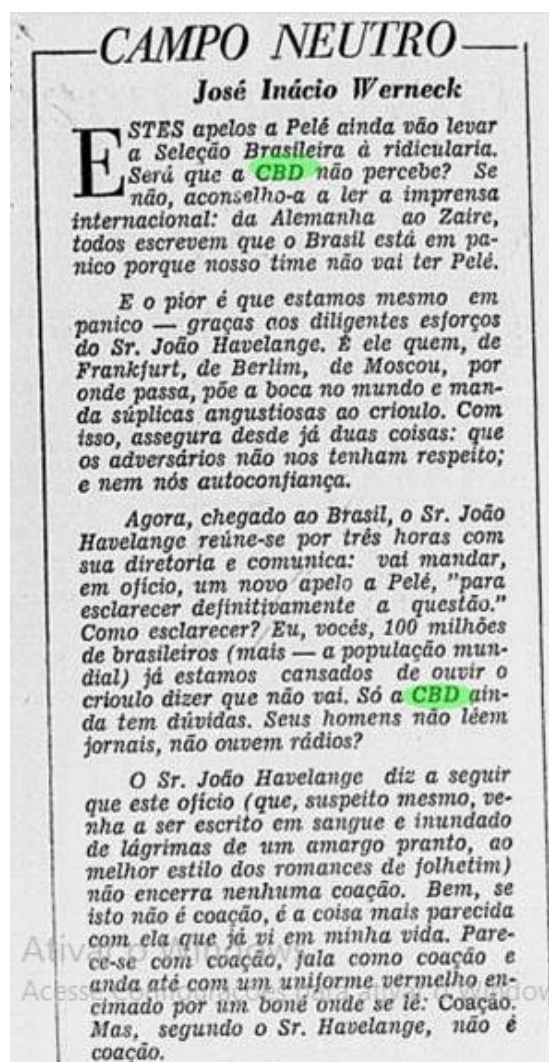 CAMPO NEUTRO
José Inácio Werneck
ESTES apelos a Pelé ainda vão levar
a Seleção Brasileira à ridicularia.
Será que a CBD não percebe? Se
não, aconselho-a a ler a imprensa
internacional: da Alemanha ao Zaire,
todos escrevem que o Brasil está em pa-
nico porque nosso time não vai ter Pelé.
E o pior é que estamos mesmo em
panico — graças aos diligentes esforços
do Sr. João Havelange. É ele quem, de
Frankfurt, de Berlim, de Moscou, por
onde passa, põe a boca no mundo e man-
da súplicas angustiosas ao crioulo. Com
isso, assegura desde já duas coisas: que
os adversários não nos tenham respeito;
e nem nós autoconfiança.
Agora, chegado ao Brasil, o Sr. João
Havelange reúne-se por três horas com
sua diretoria e comunica: vai mandar,
em ofício, um novo apelo a Pelé, "para
esclarecer definitivamente a questão."
Como esclarecer? Eu, vocês, 100 milhões
de brasileiros (mais — a população mun-
dial) já estamos cansados de ouvir o
crioulo dizer que não vai. Só a CBD ain-
da tem dúvidas. Seus homens não lêem
jornais, não ouvem rádios?
O Sr. João Havelange diz a seguir
que este ofício (que, suspeito mesmo, ve-
nha a ser escrito em sangue e inundado
de lágrimas de um amargo pranto, ao
melhor estilo dos romances de folhetim)
não encerra nenhuma coação. Bem, se
isto não é coação, é a coisa mais parecida
com ela que já vi em minha vida. Pare-
ce-se com coação, fala como coação e
anda até com um uniforme vermelho en-
cimado por um boné onde se lê: Coação.
Mas, segundo o Sr. Havelange, não é
coação.
Ativar o Windows
Acesse